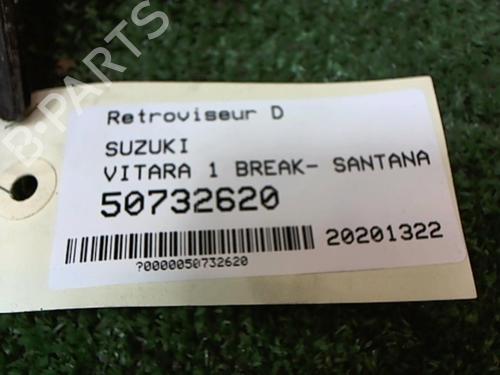 Retroviseur D
SUZUKI
VITARA 1 BREAK- SANTANA
50732620
20201322
?0000050732620
B-PARTS